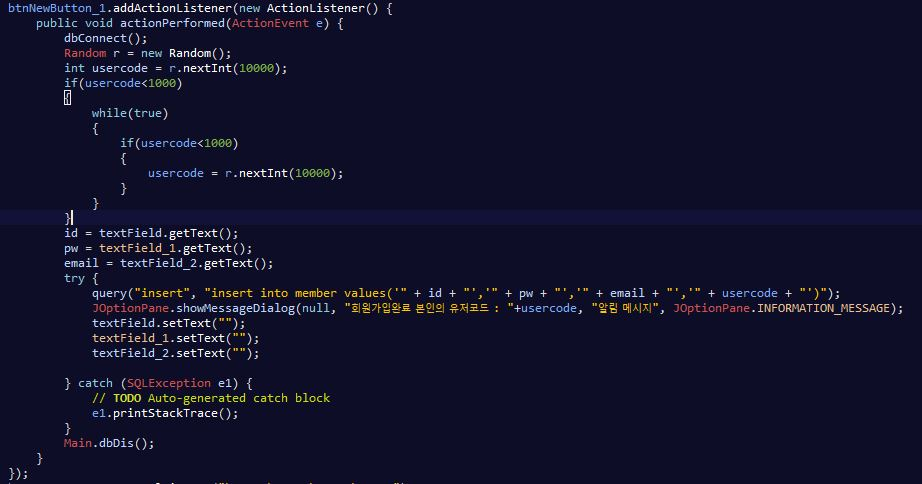 btnNewButton_1.addActionListener(new ActionListener() {
public void actionPerformed(ActionEvent e) {
dbConnect();
Random r = new Random();
int usercode = r.nextInt(10000);
if(usercode<1000)
{
while(true)
{
if(usercode<1000)
{
usercode = r.nextInt(10000);
}
}
}
id = textField.getText();
pw = textField_1.getText();
email = textField_2.getText();
try {
query("insert", "insert into member values('" + id + "','" + pw + "','" + email + "','" + usercode + "')");
JOptionPane.showMessageDialog(null, "회원가입완료 본인의 유저코드 : "+usercode, "알림 메시지", JOptionPane.INFORMATION_MESSAGE);
textField.setText("");
textField_1.setText("");
textField_2.setText("");
} catch (SQLException e1) {
// TODO Auto-generated catch block
e1.printStackTrace();
}
Main.dbDis();
}
});